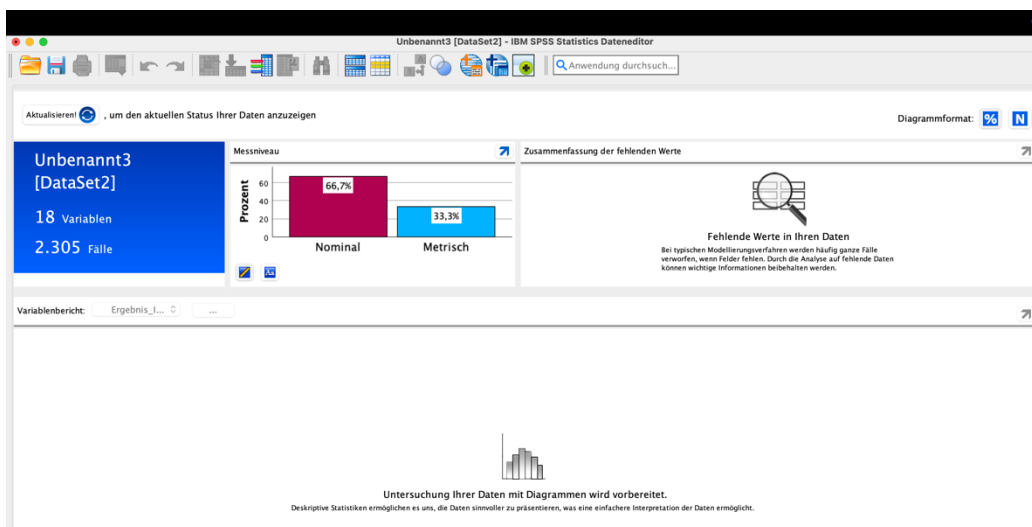 Unbenannt3 [DataSet2] - IBM SPSS Statistics Dateneditor
Anwendung durchsuch...
Aktualisieren! , um den aktuellen Status Ihrer Daten anzuzeigen
Diagrammformat: % N
Unbenannt3
[DataSet2]
18 Variablen
2.305 Fälle
Messniveau
Prozent
60
40
20
0
66,7%
33,3%
Nominal Metrisch
Aa
Zusammenfassung der fehlenden Werte
Fehlende Werte in Ihren Daten
Bei typischen Modellierungsverfahren werden häufig ganze Fälle
verworfen, wenn Felder fehlen. Durch die Analyse auf fehlende Daten
können wichtige Informationen beibehalten werden.
Variablenbericht: Ergebnis_I... ...
Untersuchung Ihrer Daten mit Diagrammen wird vorbereitet.
Deskriptive Statistiken ermöglichen es uns, die Daten sinnvoller zu präsentieren, was eine einfachere Interpretation der Daten ermöglicht.